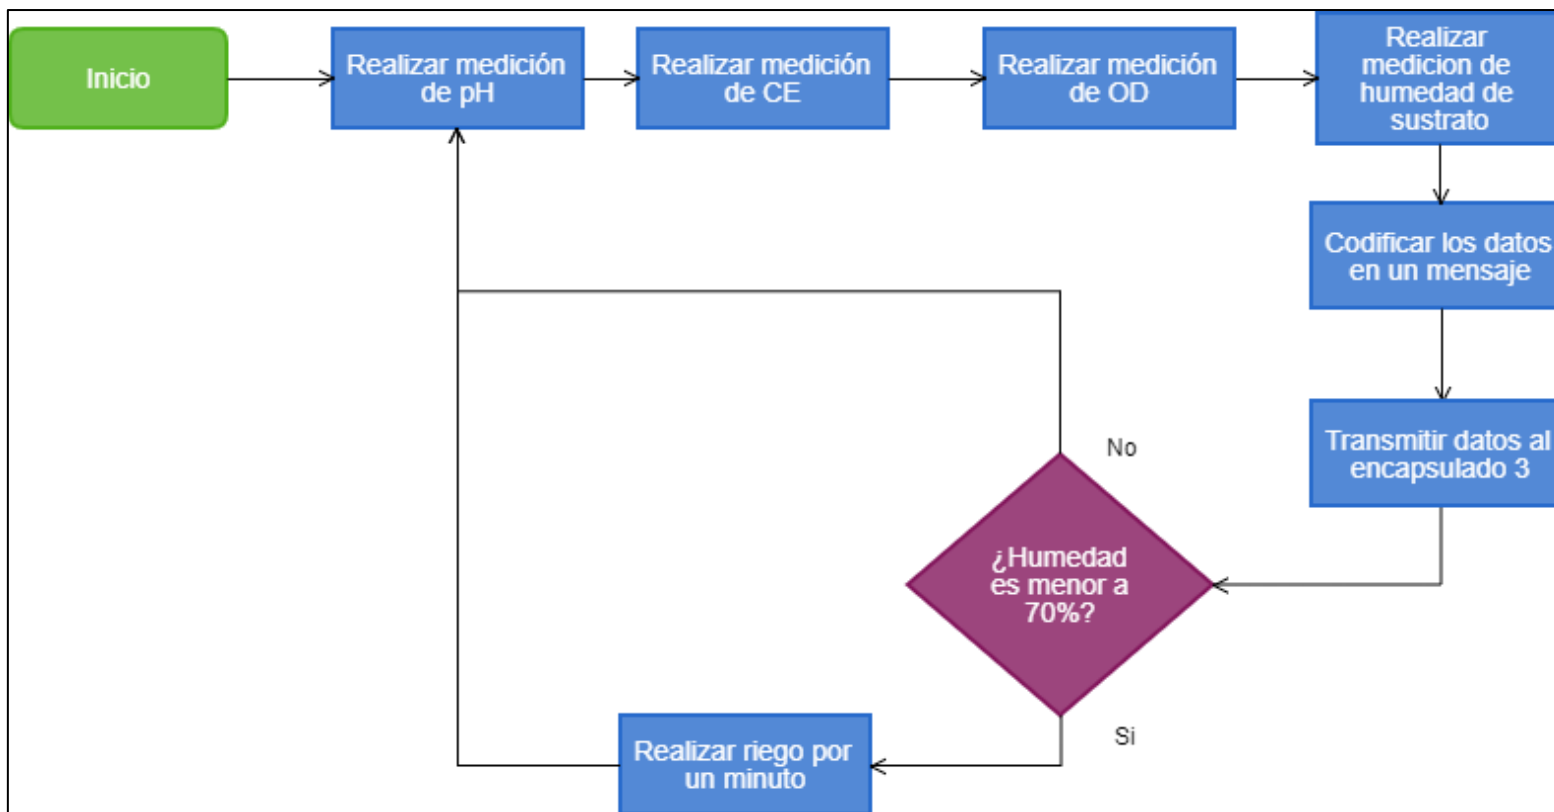 Inicio
Realizar medición
de pH
Realizar medición
de CE
Realizar medición
de OD
Realizar
medicion de
humedad de
sustrato
Codificar los datos
en un mensaje
Transmitir datos al
encapsulado 3
¿Humedad
es menor a
70%?
No
Si
Realizar riego por
un minuto